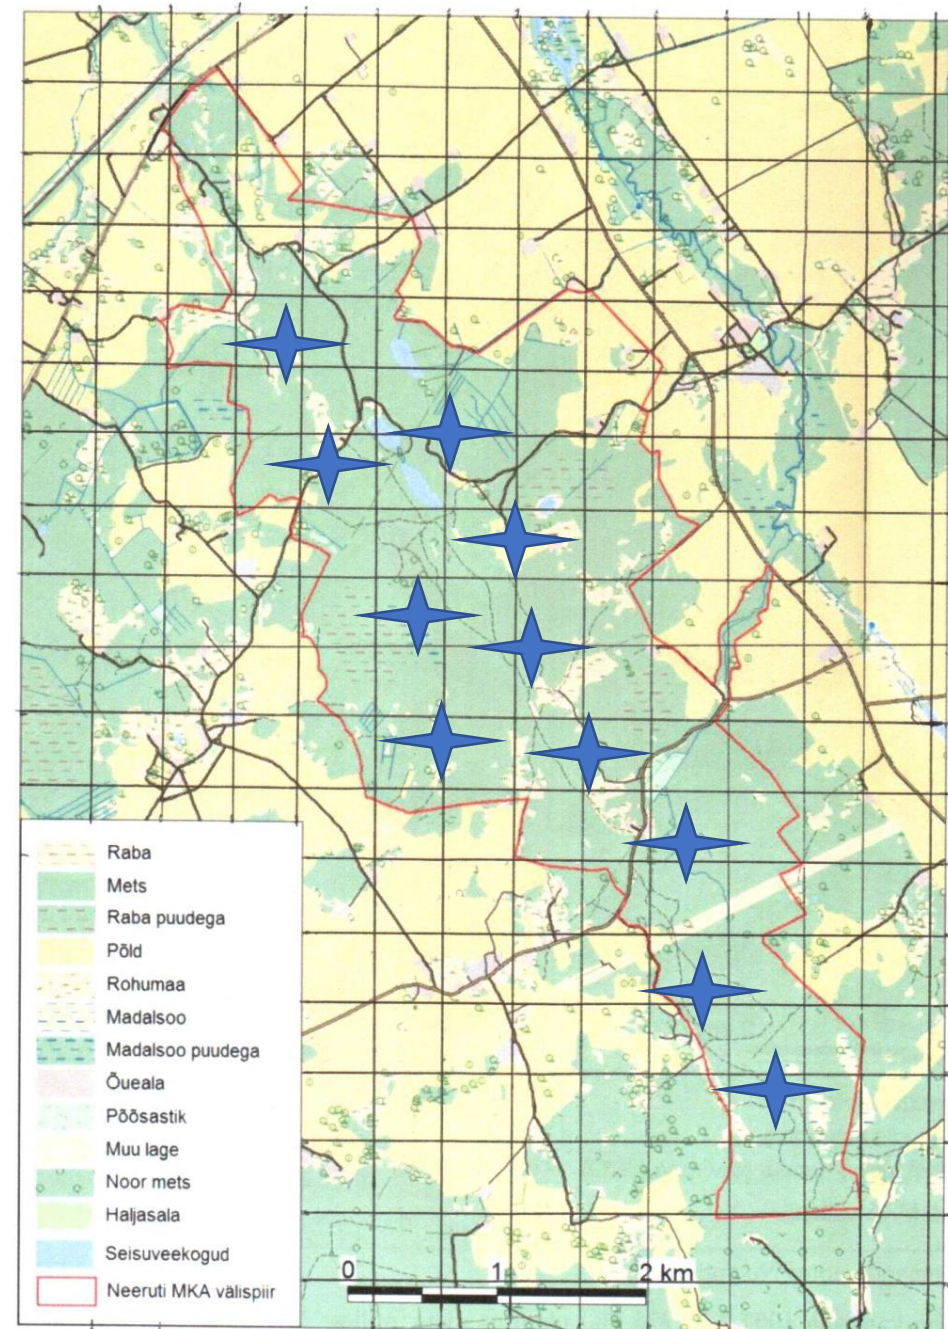 Raba
Mets
Raba puudega
Põld
Rohumaa
Madalsoo
Madalsoo puudega
Õueala
Põõsastik
Muu lage
Noor mets
Haljasala
Seisuveekogud
Neeruti MKA välispiir
0 1 2 km